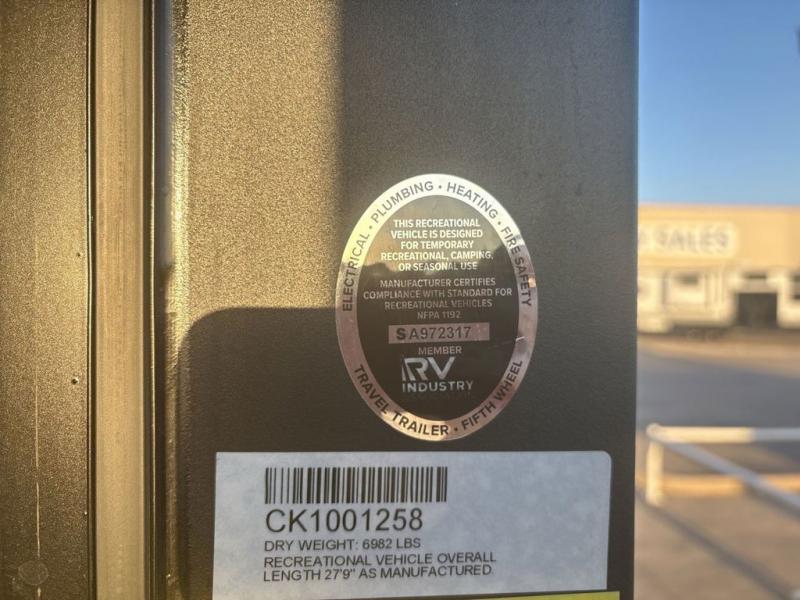 ELECTRICAL • PLUMBING • HEATING • FIRE SAFETY
THIS RECREATIONAL
VEHICLE IS DESIGNED
FOR TEMPORARY
RECREATIONAL, CAMPING,
OR SEASONAL USE
MANUFACTURER CERTIFIES
COMPLIANCE WITH STANDARD FOR
RECREATIONAL VEHICLES
NFPA 1192
SA972317
MEMBER
RV
INDUSTRY
TRAVEL TRAILER • FIFTH WHEEL
SALES
CK1001258
DRY WEIGHT: 6982 LBS
RECREATIONAL VEHICLE OVERALL
LENGTH 27'9" AS MANUFACTURED.